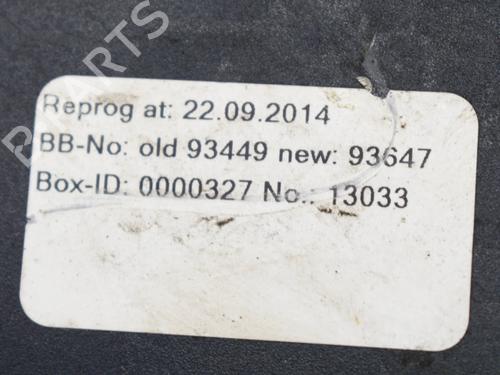 Reprog at: 22.09.2014
BB-No: old 93449 new: 93647
Box-ID: 0000327 No.: 13033